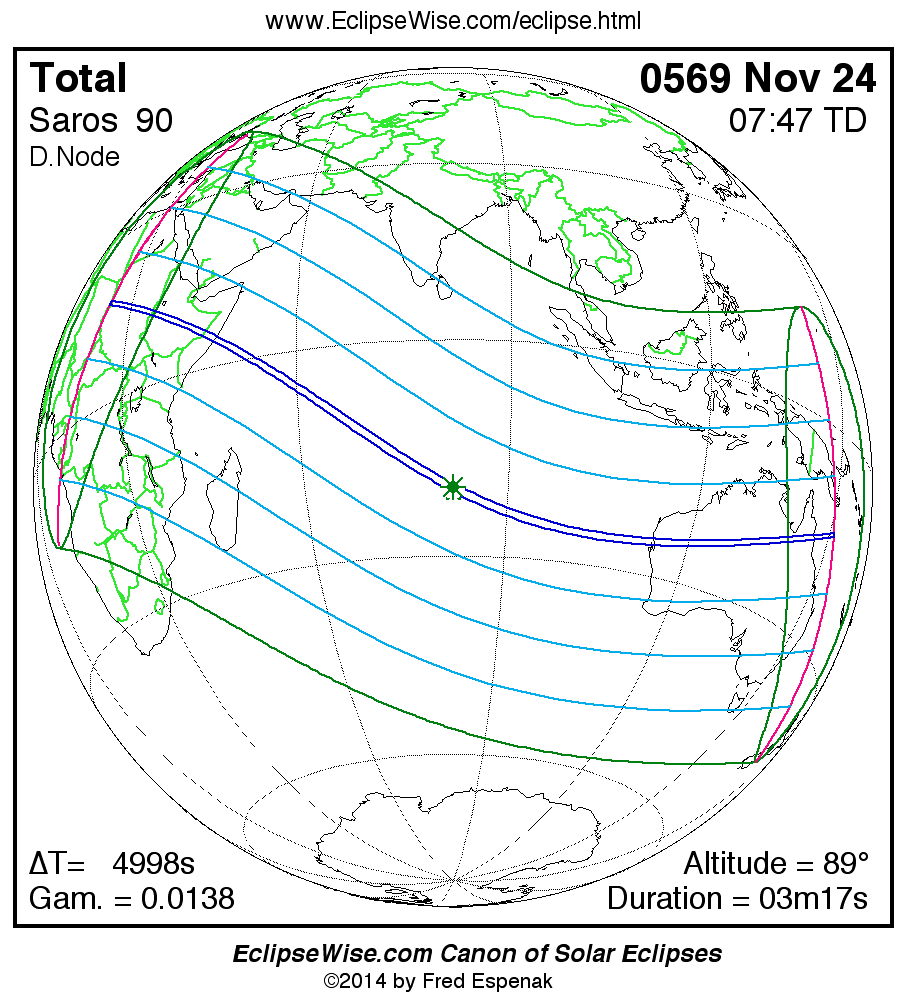 www.EclipseWise.com/eclipse.html
Total
0569 Nov 24
Saros 90
07:47 TD
D.Node
ΔT= 4998s
Altitude = 89°
Gam. = 0.0138
Duration = 03m17s
EclipseWise.com Canon of Solar Eclipses
©2014 by Fred Espenak